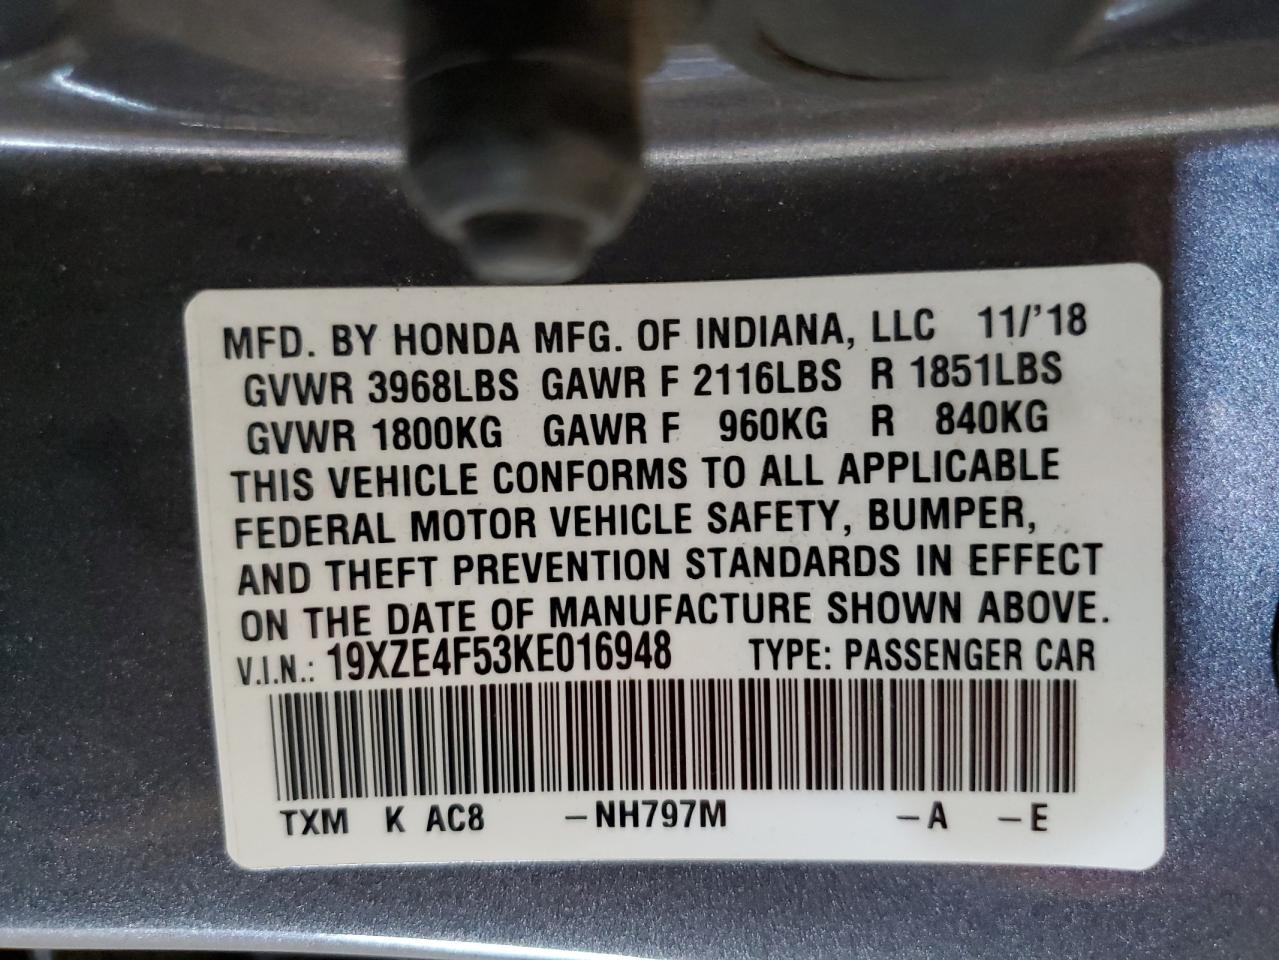 MFD. BY HONDA MFG. OF INDIANA, LLC 11/'18
GVWR 3968LBS GAWR F 2116LBS R 1851LBS
GVWR 1800KG GAWR F 960KG R 840KG
THIS VEHICLE CONFORMS TO ALL APPLICABLE
FEDERAL MOTOR VEHICLE SAFETY, BUMPER,
AND THEFT PREVENTION STANDARDS IN EFFECT
ON THE DATE OF MANUFACTURE SHOWN ABOVE.
V.I.N.: 19XZE4F53KE016948 TYPE: PASSENGER CAR
TXM K AC8 –NH797M –A –E